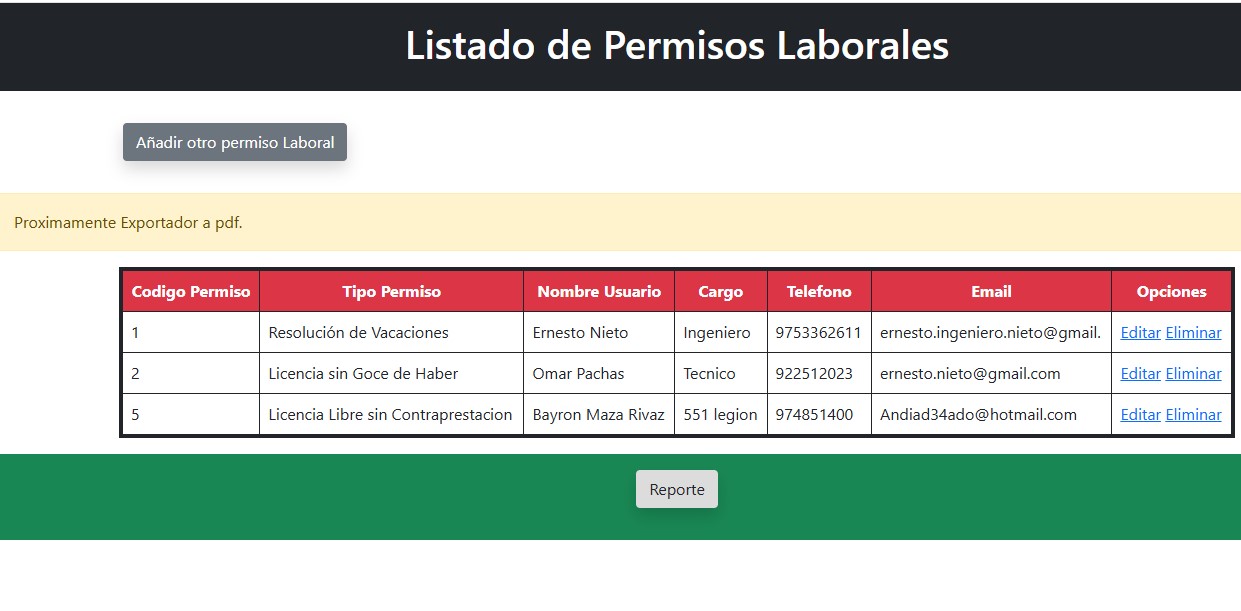 Listado de Permisos Laborales
Añadir otro permiso Laboral
Proximamente Exportador a pdf.
Codigo Permiso Tipo Permiso Nombre Usuario Cargo Telefono Email Opciones
1 Resolución de Vacaciones Ernesto Nieto Ingeniero 9753362611 ernesto.ingeniero.nieto@gmail. Editar Eliminar
2 Licencia sin Goce de Haber Omar Pachas Tecnico 922512023 ernesto.nieto@gmail.com Editar Eliminar
5 Licencia Libre sin Contraprestacion Bayron Maza Rivaz 551 legion 974851400 Andiad34ado@hotmail.com Editar Eliminar
Reporte